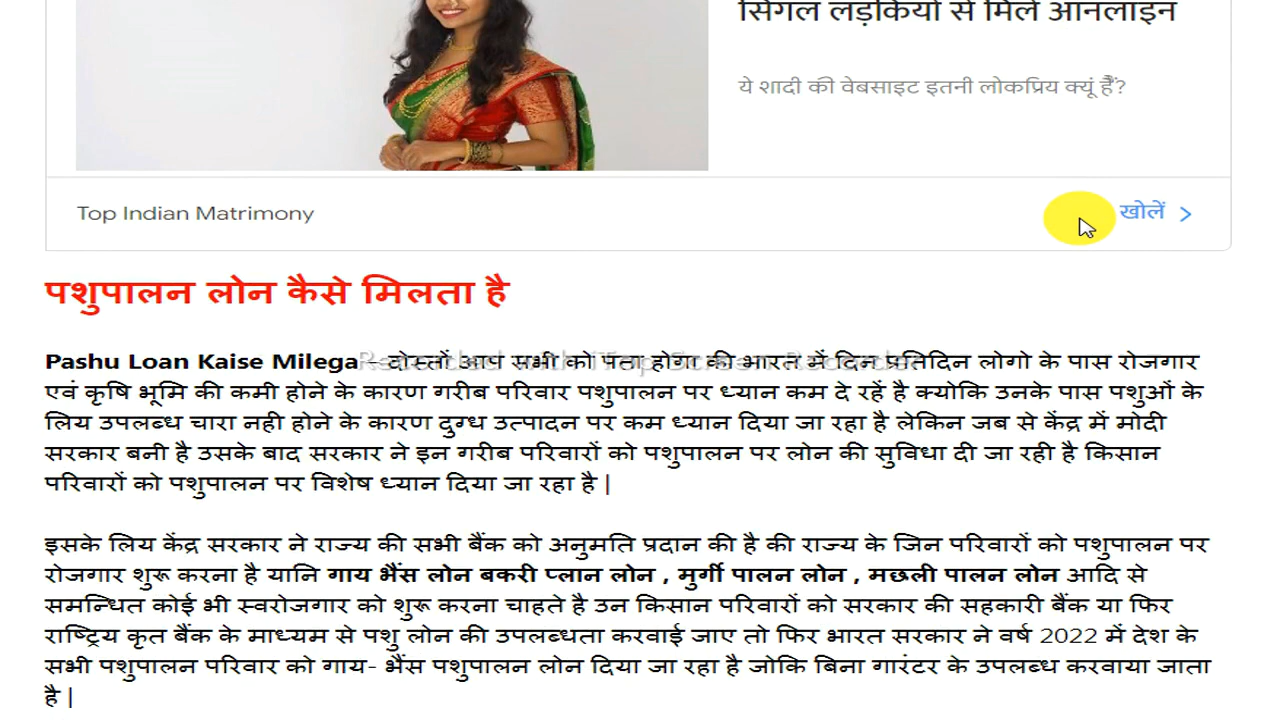 सिंगल लड़कियों से मिलें ऑनलाइन
ये शादी की वेबसाइट इतनी लोकप्रिय क्यूं हैं?
Top Indian Matrimony
खोलें
पशुपालन लोन कैसे मिलता है
Pashu Loan Kaise Milega – दोस्तों आप सभी को पता होगा की भारत में दिन प्रतिदिन लोगो के पास रोजगार
Recorded with iTop Screen Recorder
एवं कृषि भूमि की कमी होने के कारण गरीब परिवार पशुपालन पर ध्यान कम दे रहें है क्योकि उनके पास पशुओं के
लिय उपलब्ध चारा नही होने के कारण दुग्ध उत्पादन पर कम ध्यान दिया जा रहा है लेकिन जब से केंद्र में मोदी
सरकार बनी है उसके बाद सरकार ने इन गरीब परिवारों को पशुपालन पर लोन की सुविधा दी जा रही है किसान
परिवारों को पशुपालन पर विशेष ध्यान दिया जा रहा है |
इसके लिय केंद्र सरकार ने राज्य की सभी बैंक को अनुमति प्रदान की है की राज्य के जिन परिवारों को पशुपालन पर
रोजगार शुरू करना है यानि गाय भैंस लोन बकरी प्लान लोन , मुर्गी पालन लोन , मछली पालन लोन आदि से
समन्धित कोई भी स्वरोजगार को शुरू करना चाहते है उन किसान परिवारों को सरकार की सहकारी बैंक या फिर
राष्ट्रिय कृत बैंक के माध्यम से पशु लोन की उपलब्धता करवाई जाए तो फिर भारत सरकार ने वर्ष 2022 में देश के
सभी पशुपालन परिवार को गाय- भैंस पशुपालन लोन दिया जा रहा है जोकि बिना गारंटर के उपलब्ध करवाया जाता
है |